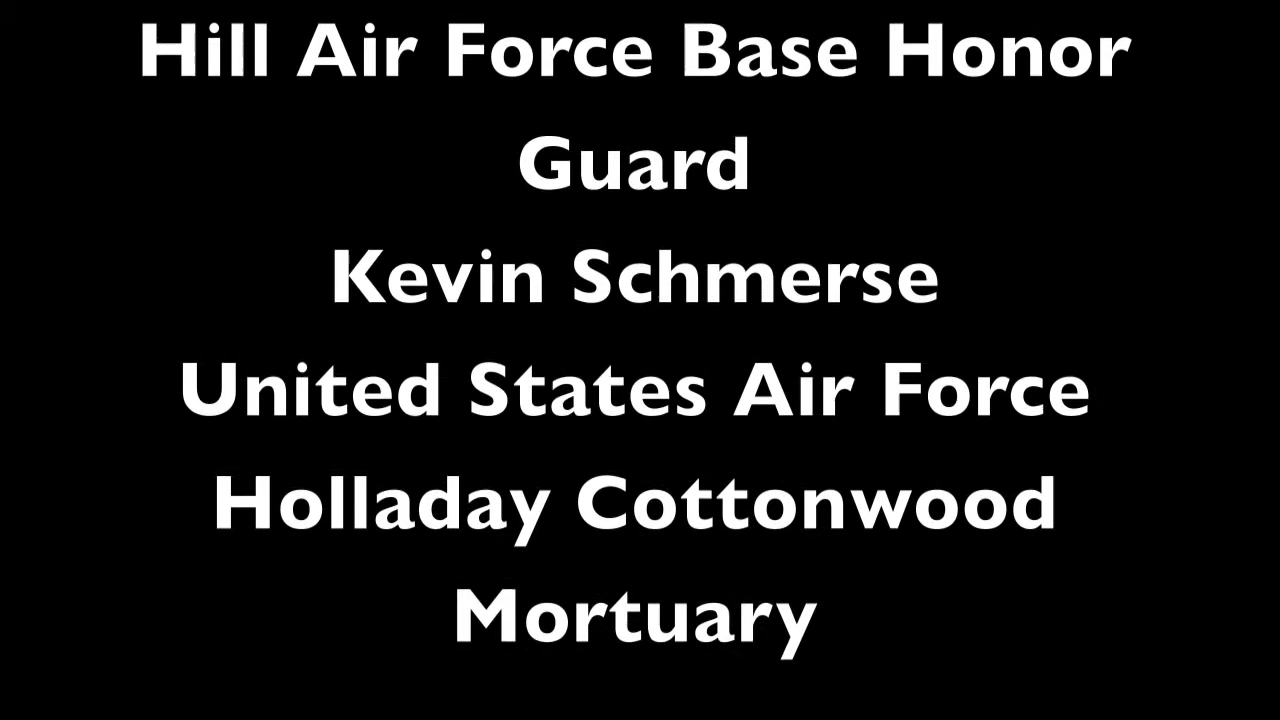 Hill Air Force Base Honor
Guard
Kevin Schmerse
United States Air Force
Holladay Cottonwood
Mortuary